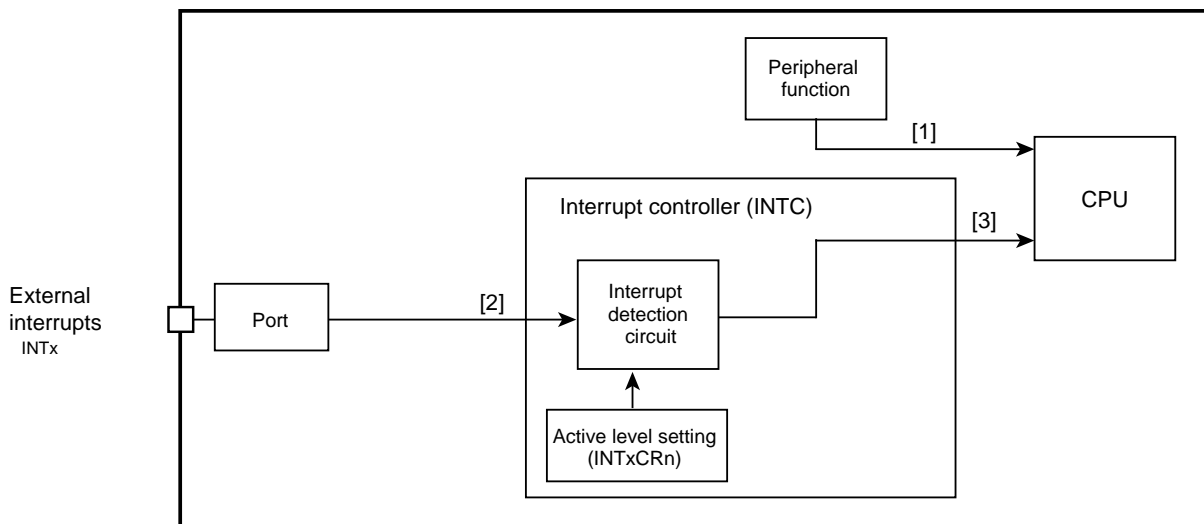 Peripheral
function
[1]
CPU
Interrupt controller (INTC)
[3]
External
interrupts
INTx
Port
[2]
Interrupt
detection
circuit
Active level setting
(INTxCRn)